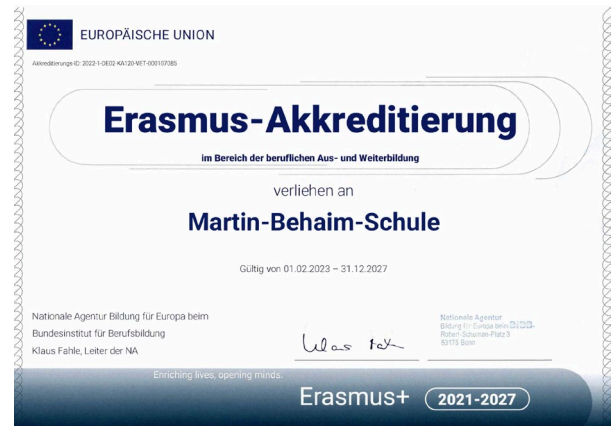 EUROPÄISCHE UNION
Akkreditierungs-ID: 2022-1-DE02-KA120-VET-000107085
Erasmus-Akkreditierung
im Bereich der beruflichen Aus- und Weiterbildung
verliehen an
Martin-Behaim-Schule
Gültig von 01.02.2023 – 31.12.2027
Nationale Agentur Bildung für Europa beim
Bundesinstitut für Berufsbildung
Klaus Fahle, Leiter der NA
Nationale Agentur
Bildung für Europa beim BIBB
Robert-Schuman-Platz 3
53175 Bonn
Enriching lives, opening minds.
Erasmus+
2021-2027